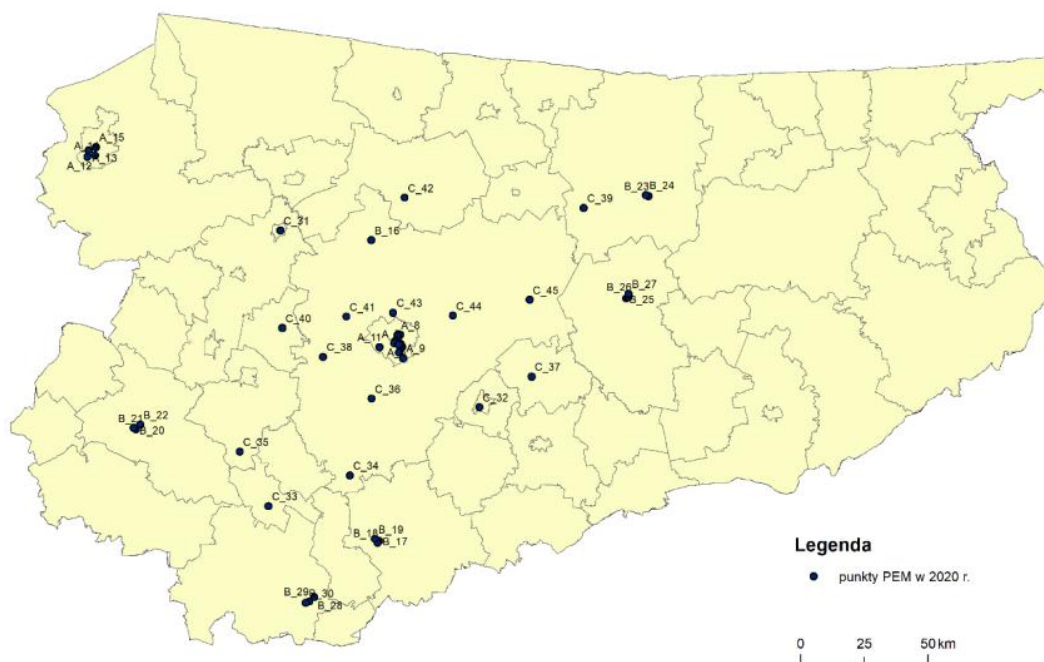 A_15
A_13
A_12
C_42
B_23
B_24
C_39
C_31
B_16
B_27
B_26
B_25
C_45
C_41
C_43
C_44
C_40
A_8
A_11
A_9
C_38
C_37
C_36
C_32
B_22
B_21
B_20
C_35
C_34
C_33
B_19
B_18
B_17
B_29
B_30
B_28
Legenda
punkty PEM w 2020 r.
0 25 50 km